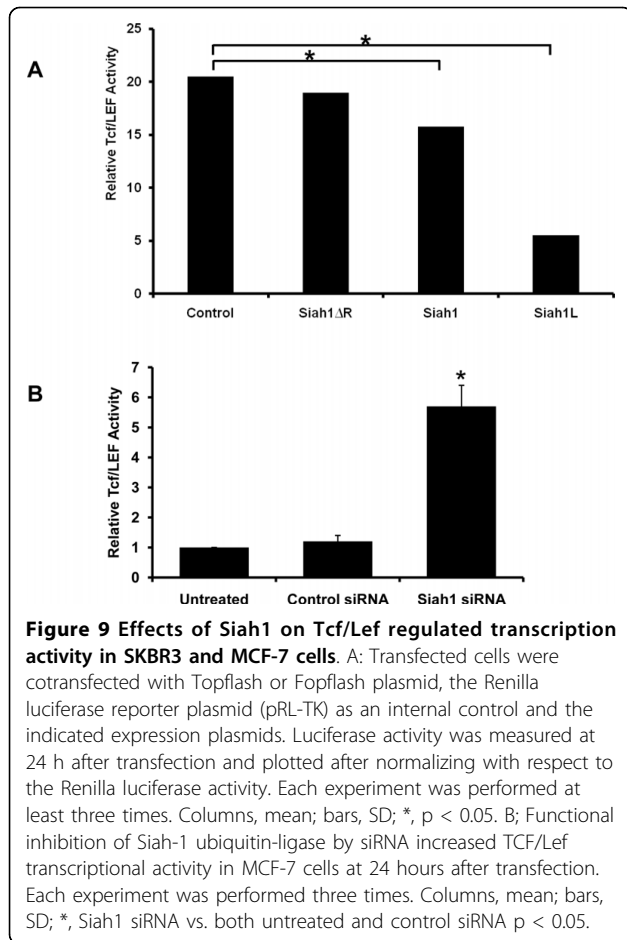 A
Relative Tcf/LEF Activity
25
20
15
10
5
0
*
*
Control
Siah1ΔR
Siah1
Siah1L
B
Relative Tcf/LEF Activity
7
6
5
4
3
2
1
0
*
Untreated
Control siRNA
Siah1 siRNA
Figure 9 Effects of Siah1 on Tcf/Lef regulated transcription
activity in SKBR3 and MCF-7 cells. A: Transfected cells were
cotransfected with Topflash or Fopflash plasmid, the Renilla
luciferase reporter plasmid (pRL-TK) as an internal control and the
indicated expression plasmids. Luciferase activity was measured at
24 h after transfection and plotted after normalizing with respect to
the Renilla luciferase activity. Each experiment was performed at
least three times. Columns, mean; bars, SD; *, p < 0.05. B; Functional
inhibition of Siah-1 ubiquitin-ligase by siRNA increased TCF/Lef
transcriptional activity in MCF-7 cells at 24 hours after transfection.
Each experiment was performed three times. Columns, mean; bars,
SD; *, Siah1 siRNA vs. both untreated and control siRNA p < 0.05.